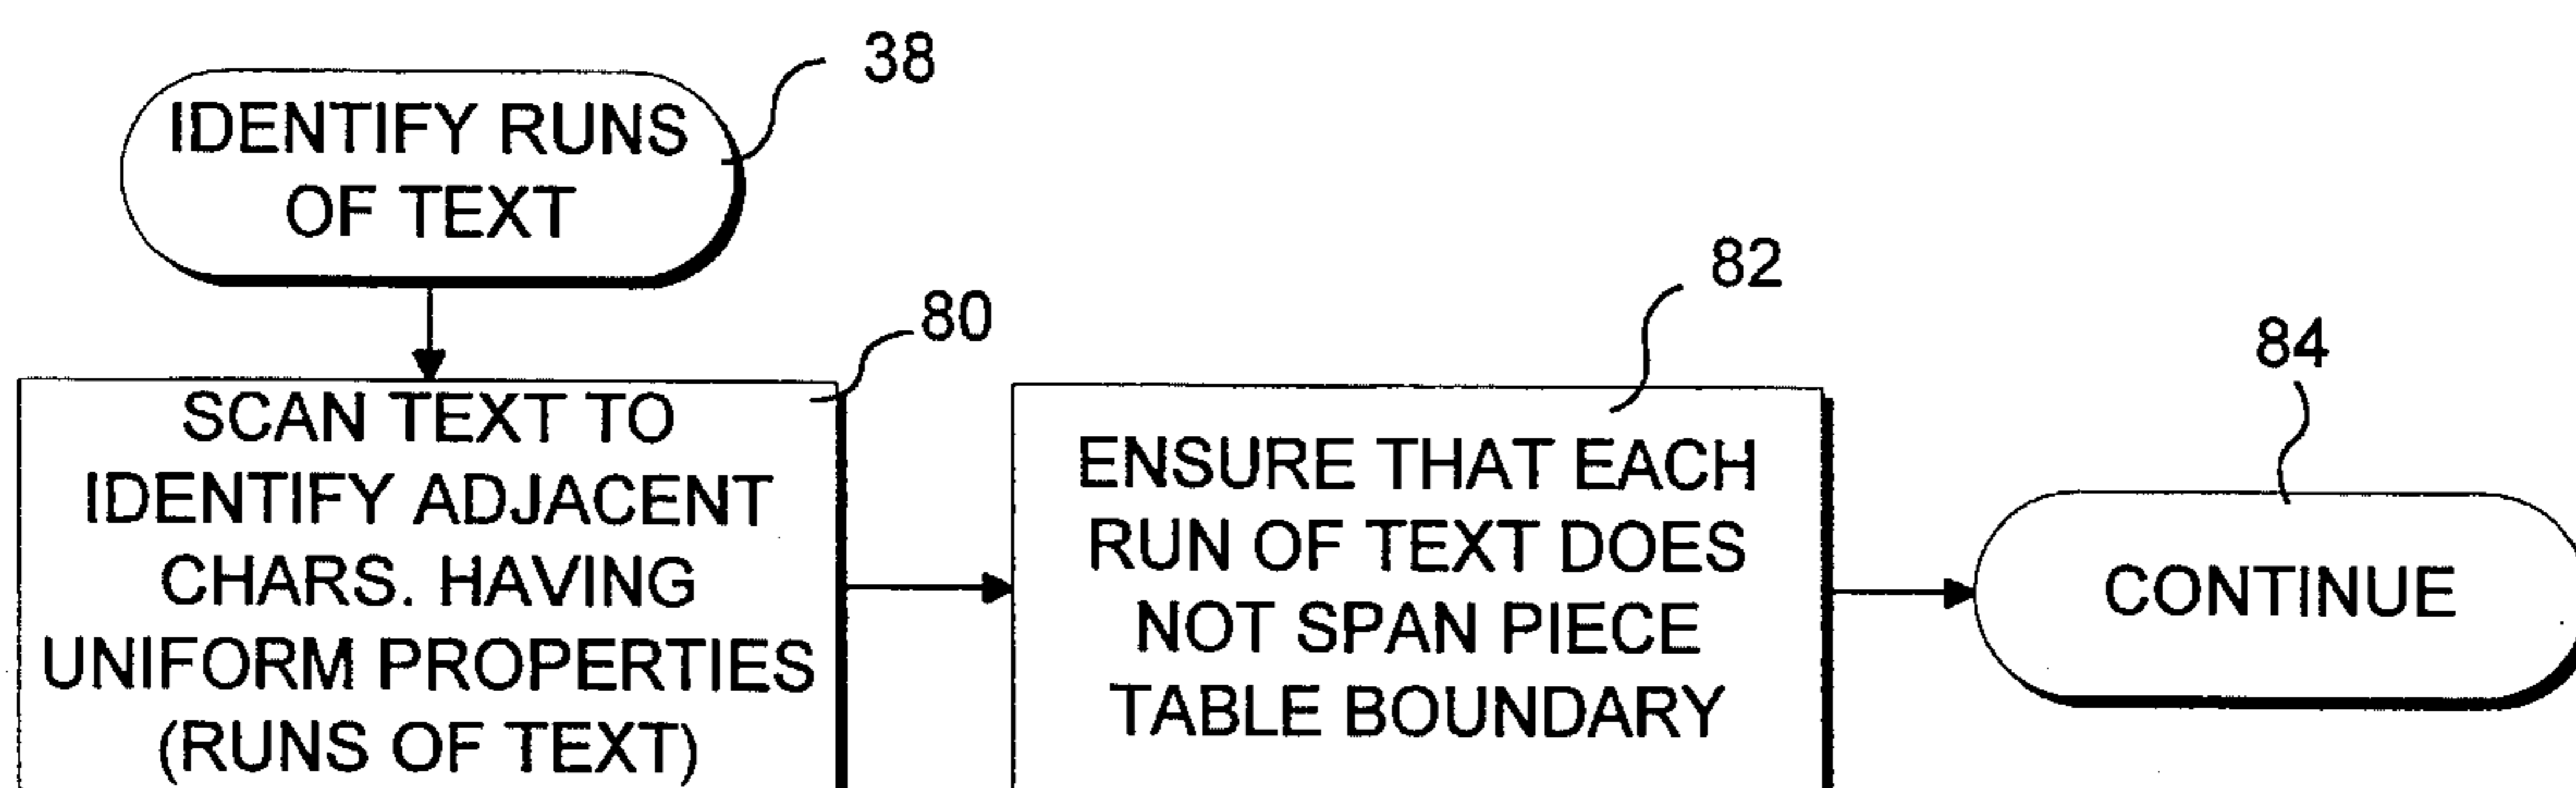 38
IDENTIFY RUNS
OF TEXT
80
SCAN TEXT TO
IDENTIFY ADJACENT
CHARS. HAVING
UNIFORM PROPERTIES
(RUNS OF TEXT)
82
ENSURE THAT EACH
RUN OF TEXT DOES
NOT SPAN PIECE
TABLE BOUNDARY
84
CONTINUE